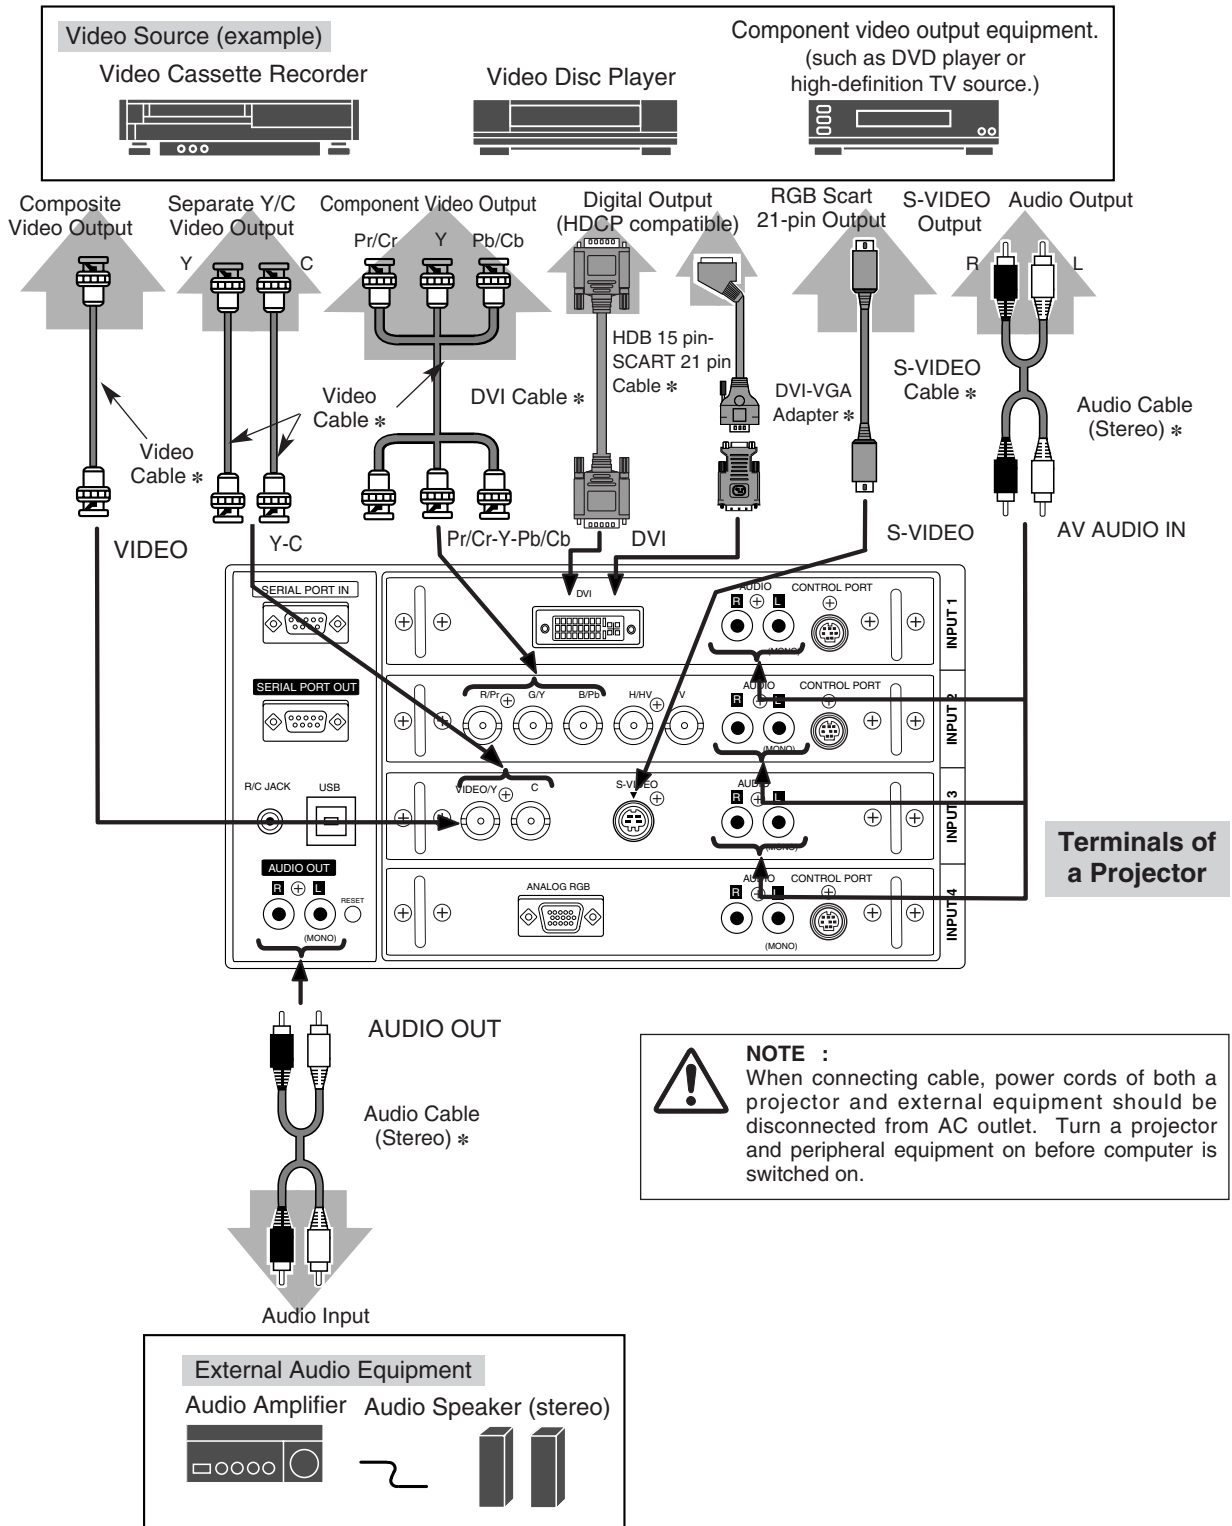 Video Source (example)
Video Cassette Recorder
Video Disc Player
Component video output equipment.
(such as DVD player or
high-definition TV source.)
Composite
Video Output
Separate Y/C
Video Output
Component Video Output
Digital Output
(HDCP compatible)
RGB Scart
21-pin Output
S-VIDEO
Output
Audio Output
Y
C
Pr/Cr
Y
Pb/Cb
R
L
HDB 15 pin-
SCART 21 pin
Cable *
Video
Cable *
DVI Cable *
DVI-VGA
Adapter *
S-VIDEO
Cable *
Audio Cable
(Stereo) *
Video
Cable *
VIDEO
Y-C
Pr/Cr-Y-Pb/Cb
DVI
S-VIDEO
AV AUDIO IN
SERIAL PORT IN
DVI
AUDIO
R
L
(MONO)
CONTROL PORT
INPUT 1
SERIAL PORT OUT
R/Pr
G/Y
B/Pb
H/HV
V
AUDIO
R
L
(MONO)
CONTROL PORT
INPUT 2
R/C JACK
USB
VIDEO/Y
C
S-VIDEO
AUDIO
R
L
(MONO)
INPUT 3
Terminals of
a Projector
AUDIO OUT
R
L
RESET
(MONO)
ANALOG RGB
AUDIO
R
L
(MONO)
CONTROL PORT
INPUT 4
AUDIO OUT
Audio Cable
(Stereo) *
NOTE :
When connecting cable, power cords of both a
projector and external equipment should be
disconnected from AC outlet. Turn a projector
and peripheral equipment on before computer is
switched on.
Audio Input
External Audio Equipment
Audio Amplifier
Audio Speaker (stereo)